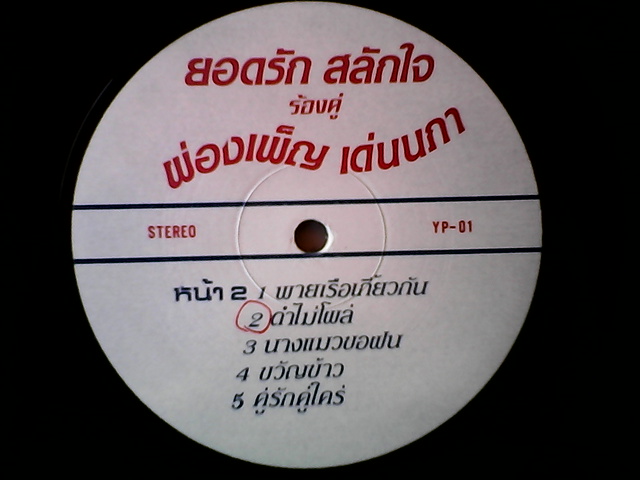 ยอดรัก สลักใจ
ร้องคู่
ผ่องเพ็ญ เด่นนภา
STEREO YP-01
หน้า 2 1 พายเรือเกี้ยวกัน
2 ดำไม่โผล่
3 นางแมวขอฝน
4 ขวัญข้าว
5 คู่รักคู่ใคร่